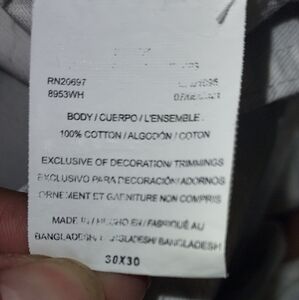 RN20697
8953WH
BODY / CUERPO / L'ENSEMBLE
100% COTTON / ALGODÓN / COTON
EXCLUSIVE OF DECORATION/TRIMMINGS
EXCLUSIVO PARA DECORACIÓN/ADORNOS
ORNEMENT ET GARNITURE NON COMPRIS
MADE IN / HECHO EN / FABRIQUÉ AU
BANGLADESH/ BANGLADESH/ BANGLADESH
30X30